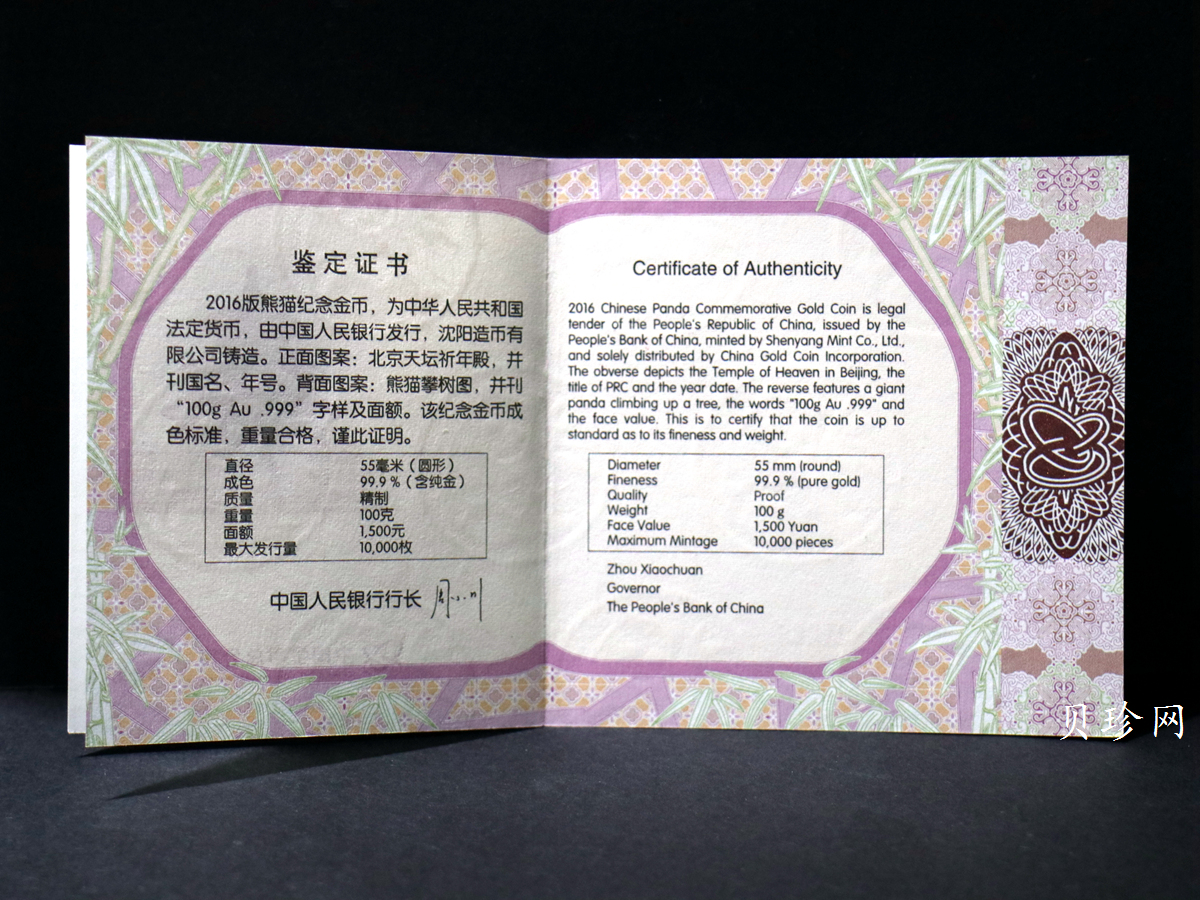 鉴定证书
2016版熊猫纪念金币，为中华人民共和国
法定货币，由中国人民银行发行，沈阳造币有
限公司铸造。正面图案：北京天坛祈年殿，并
刊国名、年号。背面图案：熊猫攀树图，并刊
“100g Au .999”字样及面额。该纪念金币成
色标准，重量合格，谨此证明。
直径 55毫米（圆形）
成色 99.9％（含纯金）
质量 精制
重量 100克
面额 1,500元
最大发行量 10,000枚
中国人民银行行长
Certificate of Authenticity
2016 Chinese Panda Commemorative Gold Coin is legal
tender of the People's Republic of China, issued by the
People's Bank of China, minted by Shenyang Mint Co., Ltd.,
and solely distributed by China Gold Coin Incorporation.
The obverse depicts the Temple of Heaven in Beijing, the
title of PRC and the year date. The reverse features a giant
panda climbing up a tree, the words "100g Au .999" and
the face value. This is to certify that the coin is up to
standard as to its fineness and weight.
Diameter 55 mm (round)
Fineness 99.9 % (pure gold)
Quality Proof
Weight 100 g
Face Value 1,500 Yuan
Maximum Mintage 10,000 pieces
Zhou Xiaochuan
Governor
The People's Bank of China
贝珍网